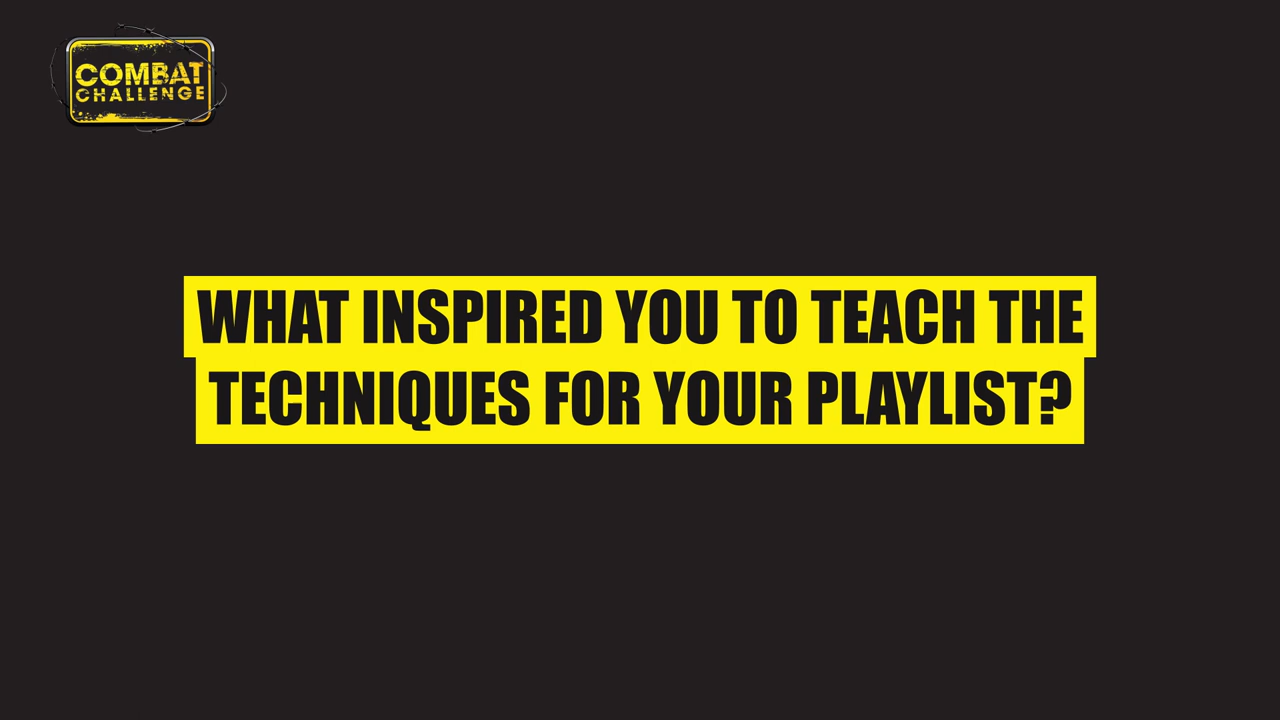 COMBAT
CHALLENGE
WHAT INSPIRED YOU TO TEACH THE
TECHNIQUES FOR YOUR PLAYLIST?